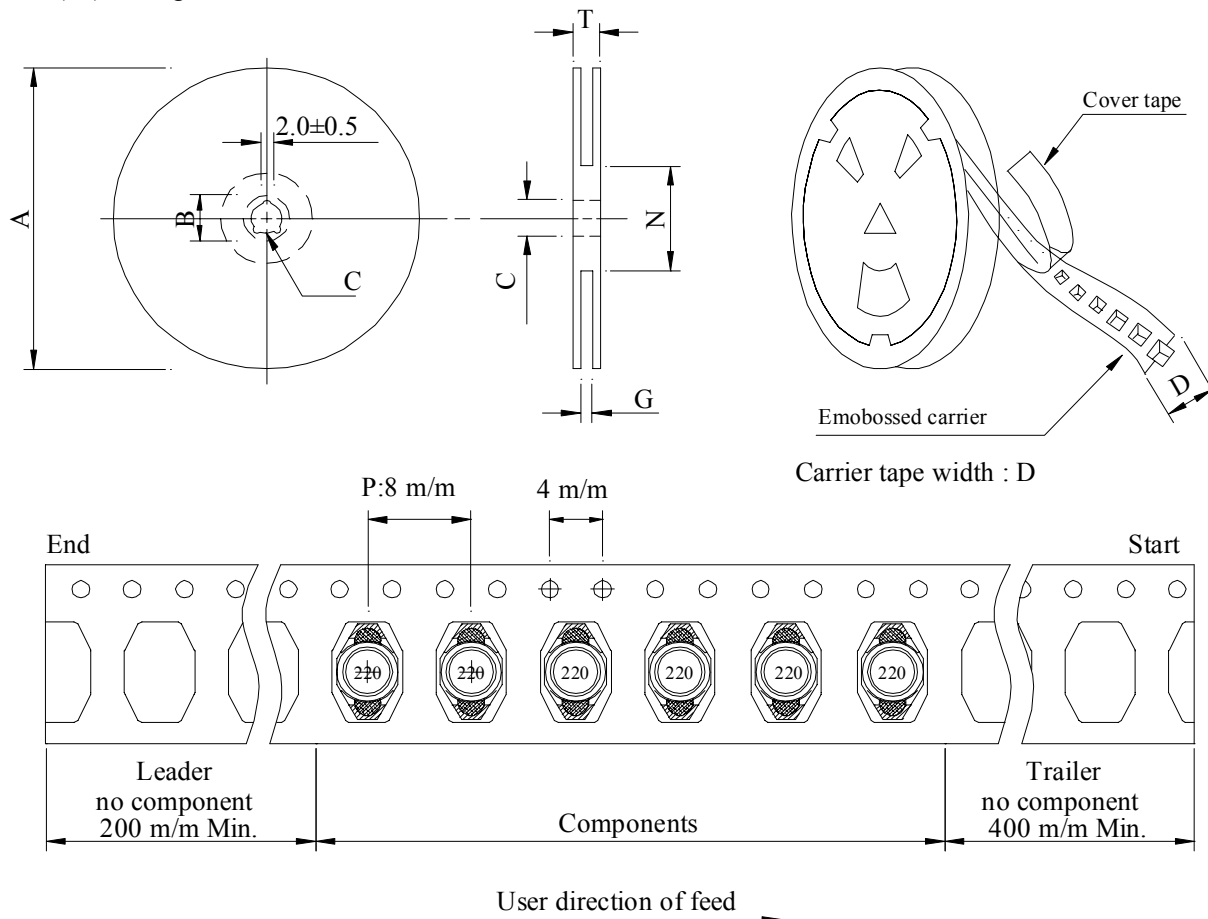 T
2.0±0.5
A
B
C
C
N
G
Cover tape
D
Emobossed carrier
Carrier tape width : D
P:8 m/m
4 m/m
End
Start
220
220
220
220
220
220
Leader
no component
200 m/m Min.
Components
Trailer
no component
400 m/m Min.
User direction of feed